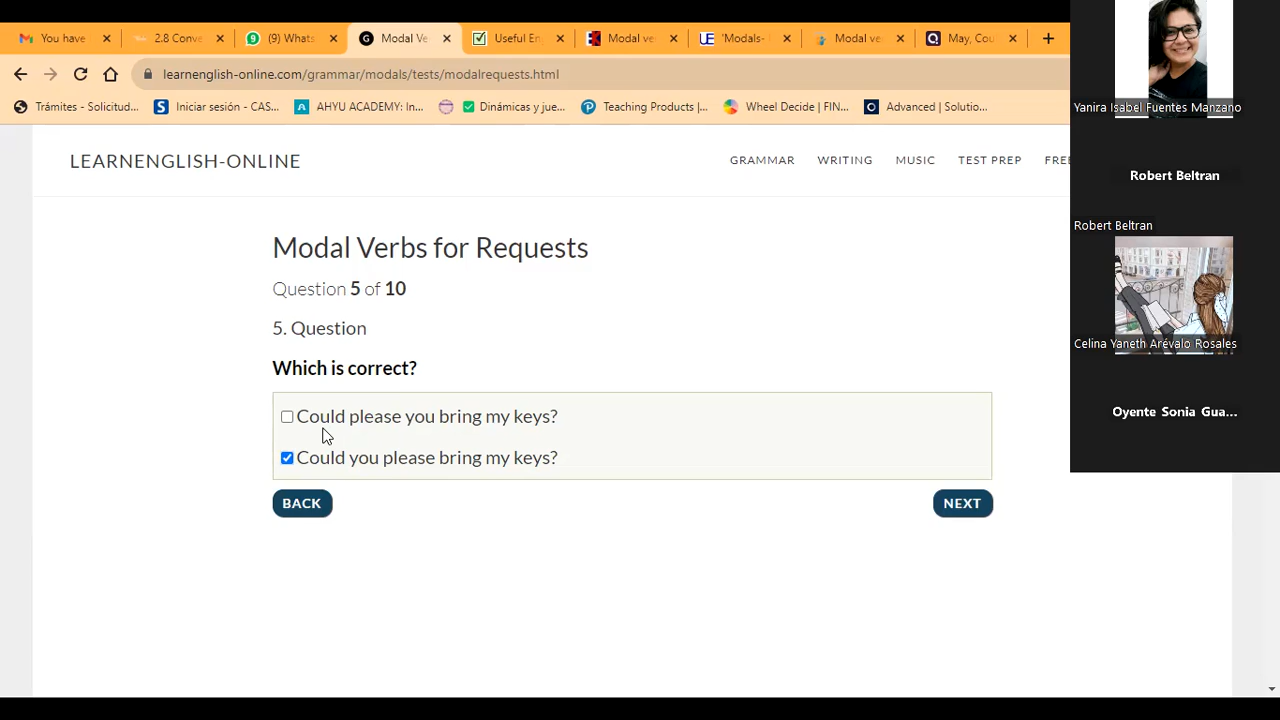 You have
2.8 Conve
(9) Whats
Modal Ve
Useful En
Modal ve
'Modals-
Modal ve
May, Cou
learnenglish-online.com/grammar/modals/tests/modalrequests.html
Trámites - Solicitud...
Iniciar sesión - CAS...
AHYU ACADEMY: In...
Dinámicas y jue...
Teaching Products |...
Wheel Decide | FIN...
Advanced | Solutio...
Yanira Isabel Fuentes Manzano
LEARNENGLISH-ONLINE
GRAMMAR
WRITING
MUSIC
TEST PREP
FREE
Robert Beltran
Robert Beltran
Modal Verbs for Requests
Question 5 of 10
5. Question
Which is correct?
Could please you bring my keys?
Could you please bring my keys?
BACK
NEXT
Celina Yaneth Arévalo Rosales
Oyente Sonia Gua...